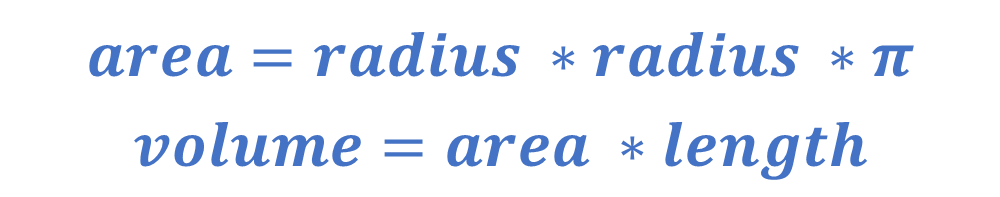 area = radius * radius * π
volume = area * length